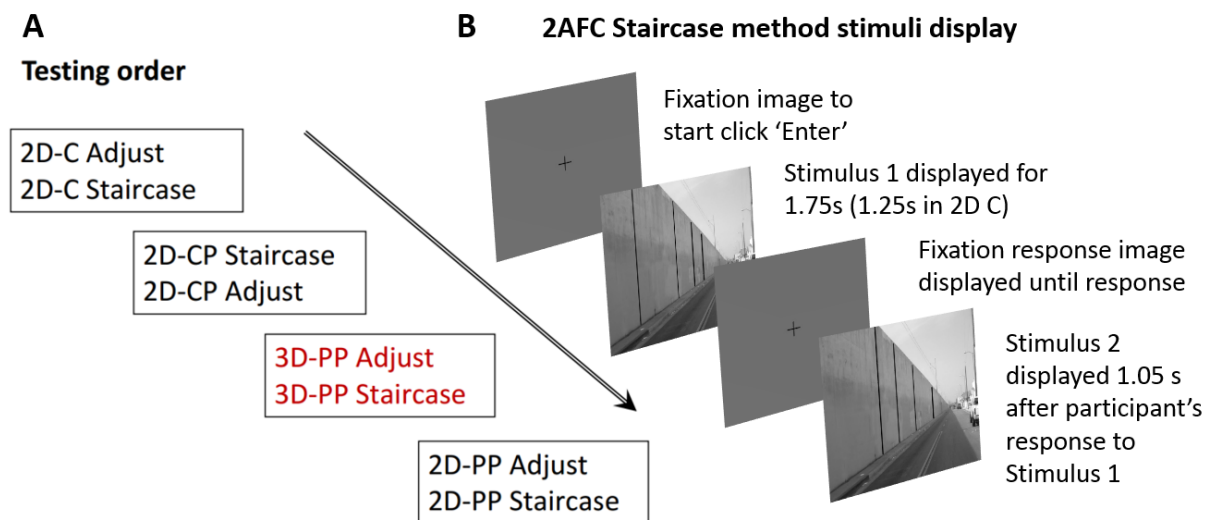 A
Testing order
2D-C Adjust
2D-C Staircase
2D-CP Staircase
2D-CP Adjust
3D-PP Adjust
3D-PP Staircase
2D-PP Adjust
2D-PP Staircase
B
2AFC Staircase method stimuli display
Fixation image to
start click ‘Enter’
Stimulus 1 displayed for
1.75s (1.25s in 2D C)
Fixation response image
displayed until response
Stimulus 2
displayed 1.05 s
after participant’s
response to
Stimulus 1